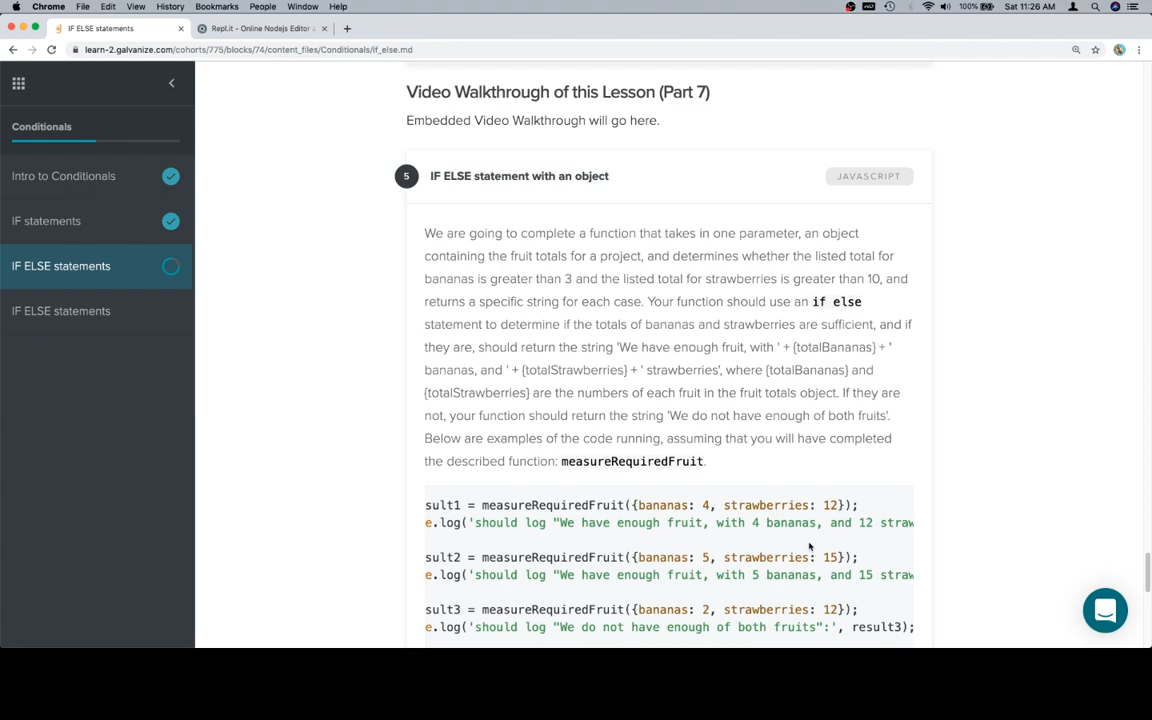 Chrome File Edit View History Bookmarks People Window Help 100% Sat 11:26 AM
IF ELSE statements
Repl.it - Online Nodejs Editor a
learn-2.galvanize.com/cohorts/775/blocks/74/content_files/Conditionals/if_else.md
Conditionals
Intro to Conditionals
IF statements
IF ELSE statements
IF ELSE statements
Video Walkthrough of this Lesson (Part 7)
Embedded Video Walkthrough will go here.
5 IF ELSE statement with an object JAVASCRIPT
We are going to complete a function that takes in one parameter, an object
containing the fruit totals for a project, and determines whether the listed total for
bananas is greater than 3 and the listed total for strawberries is greater than 10, and
returns a specific string for each case. Your function should use an if else
statement to determine if the totals of bananas and strawberries are sufficient, and if
they are, should return the string 'We have enough fruit, with ' + {totalBananas} + '
bananas, and ' + {totalStrawberries} + ' strawberries', where {totalBananas} and
{totalStrawberries} are the numbers of each fruit in the fruit totals object. If they are
not, your function should return the string 'We do not have enough of both fruits'.
Below are examples of the code running, assuming that you will have completed
the described function: measureRequiredFruit.
sult1 = measureRequiredFruit({bananas: 4, strawberries: 12});
e.log('should log "We have enough fruit, with 4 bananas, and 12 straw
sult2 = measureRequiredFruit({bananas: 5, strawberries: 15});
e.log('should log "We have enough fruit, with 5 bananas, and 15 straw
sult3 = measureRequiredFruit({bananas: 2, strawberries: 12});
e.log('should log "We do not have enough of both fruits":', result3);